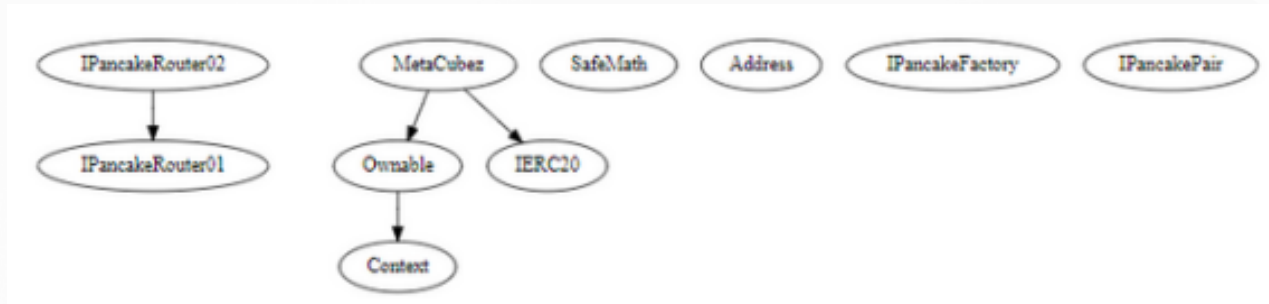 IPancakeRouter02 MetaCubez SafeMath Address IPancakeFactory IPancakePair
IPancakeRouter01 Ownable IERC20
Context